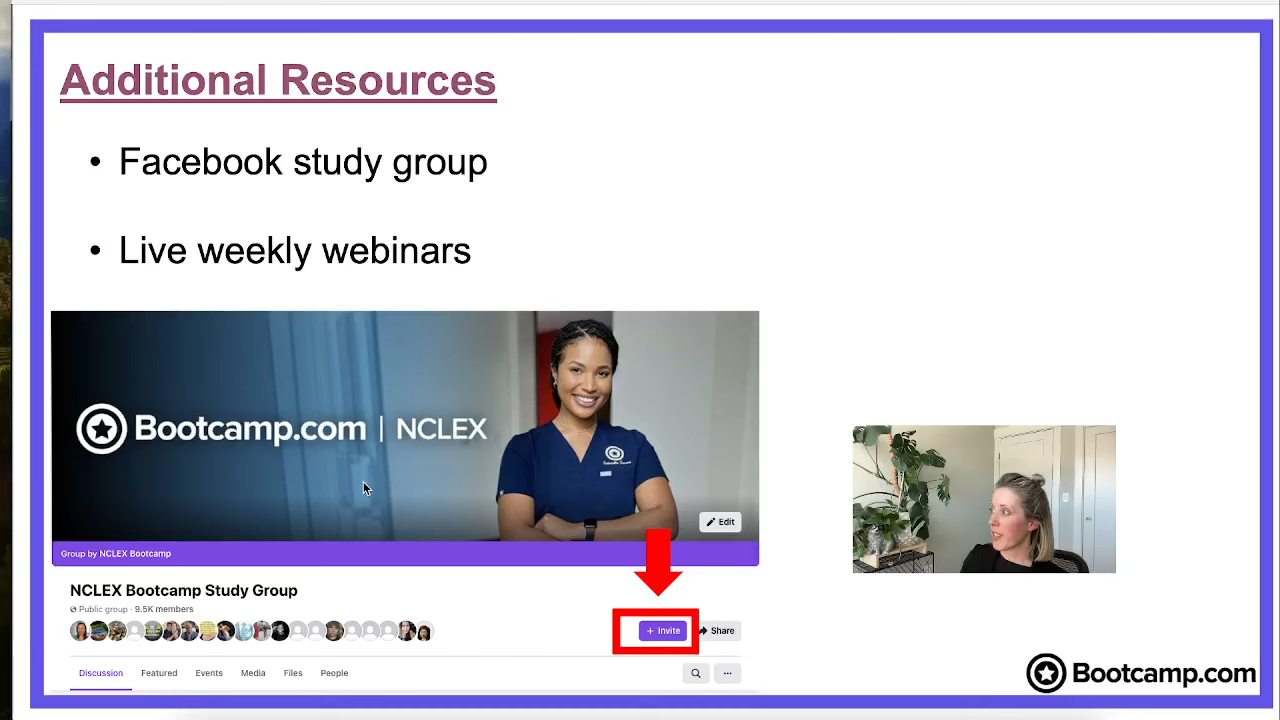 Additional Resources
• Facebook study group
• Live weekly webinars
Bootcamp.com | NCLEX
Edit
Group by NCLEX Bootcamp
NCLEX Bootcamp Study Group
Public group · 9.5K members
+ Invite
Share
Discussion Featured Events Media Files People
Bootcamp.com